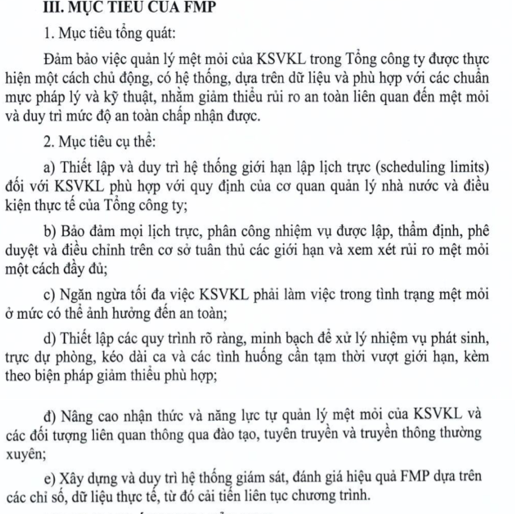 III. MỤC TIÊU CỦA FMP
1. Mục tiêu tổng quát:
Đảm bảo việc quản lý mệt mỏi của KSVKL trong Tổng công ty được thực
hiện một cách chủ động, có hệ thống, dựa trên dữ liệu và phù hợp với các chuẩn
mực pháp lý và kỹ thuật, nhằm giảm thiểu rủi ro an toàn liên quan đến mệt mỏi
và duy trì mức độ an toàn chấp nhận được.
2. Mục tiêu cụ thể:
a) Thiết lập và duy trì hệ thống giới hạn lập lịch trực (scheduling limits)
đối với KSVKL phù hợp với quy định của cơ quan quản lý nhà nước và điều
kiện thực tế của Tổng công ty;
b) Bảo đảm mọi lịch trực, phân công nhiệm vụ được lập, thẩm định, phê
duyệt và điều chỉnh trên cơ sở tuân thủ các giới hạn và xem xét rủi ro mệt mỏi
một cách đầy đủ;
c) Ngăn ngừa tối đa việc KSVKL phải làm việc trong tình trạng mệt mỏi
ở mức có thể ảnh hưởng đến an toàn;
d) Thiết lập các quy trình rõ ràng, minh bạch để xử lý nhiệm vụ phát sinh,
trực dự phòng, kéo dài ca và các tình huống cần tạm thời vượt giới hạn, kèm
theo biện pháp giảm thiểu phù hợp;
đ) Nâng cao nhận thức và năng lực tự quản lý mệt mỏi của KSVKL và
các đối tượng liên quan thông qua đào tạo, tuyên truyền và truyền thông thường
xuyên;
e) Xây dựng và duy trì hệ thống giám sát, đánh giá hiệu quả FMP dựa trên
các chỉ số, dữ liệu thực tế, từ đó cải tiến liên tục chương trình.